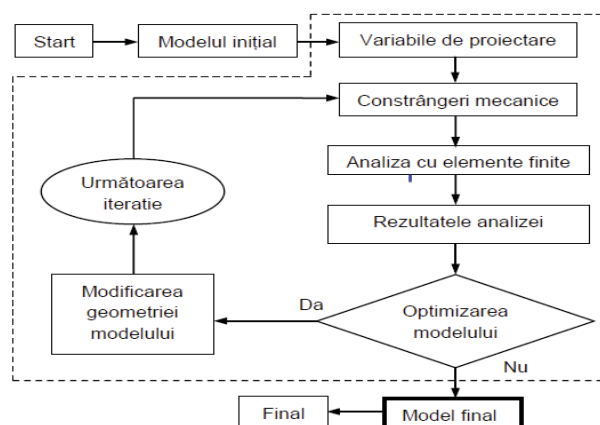 Start
Modelul inițial
Variabile de proiectare
Constrângeri mecanice
Analiza cu elemente finite
Rezultatele analizei
Următoarea
iteratie
Modificarea
geometriei
modelului
Da
Optimizarea
modelului
Nu
Final
Model final